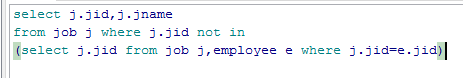 select j.jid,j.jname
from job j where j.jid not in
(select j.jid from job j,employee e where j.jid=e.jid)